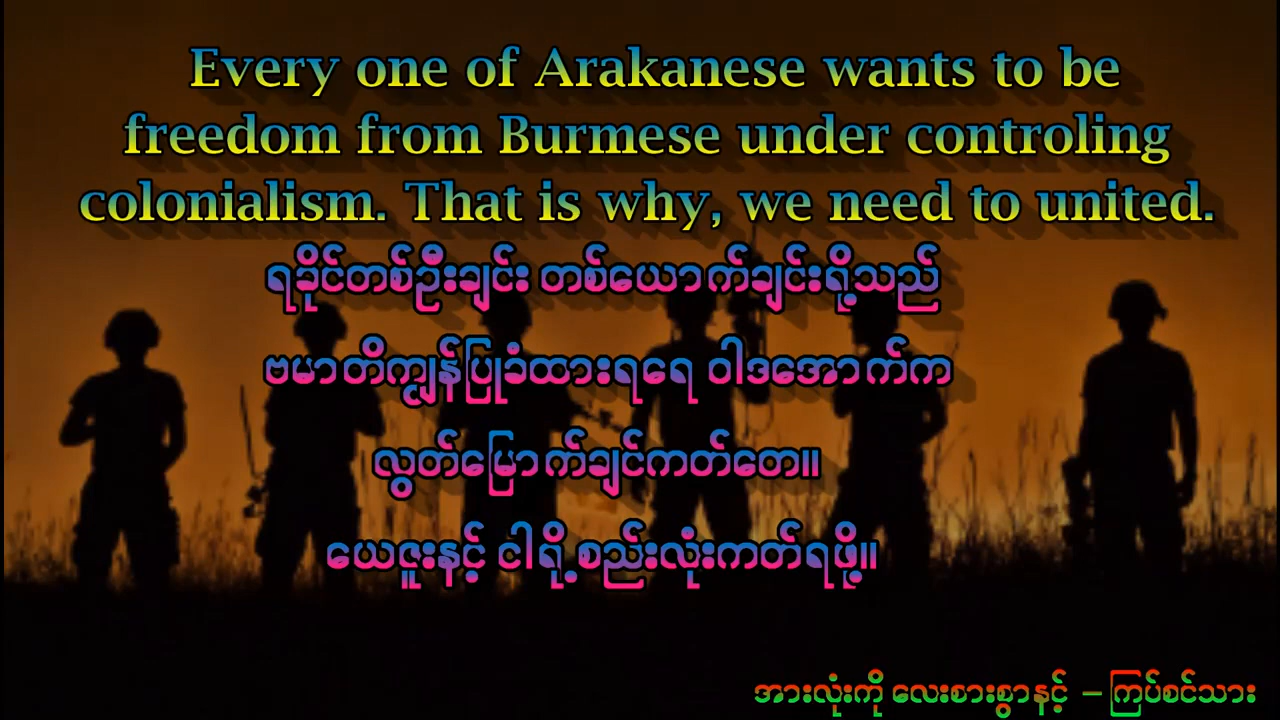 Every one of Arakanese wants to be
freedom from Burmese under controling
colonialism. That is why, we need to united.
ရခိုင်တစ်ဦးချင်း တစ်ယောက်ချင်းရို့သည်
ဗမာတိကျွန်ပြုခံထားရရေ ဝါဒအောက်က
လွတ်မြောက်ချင်ကတ်တေ။
ယေဇူးနင့် ငါရို့ စည်းလုံးကတ်ရဖို့။
အားလုံးကို လေးစားစွာနင့် – ကြပ်စင်သား